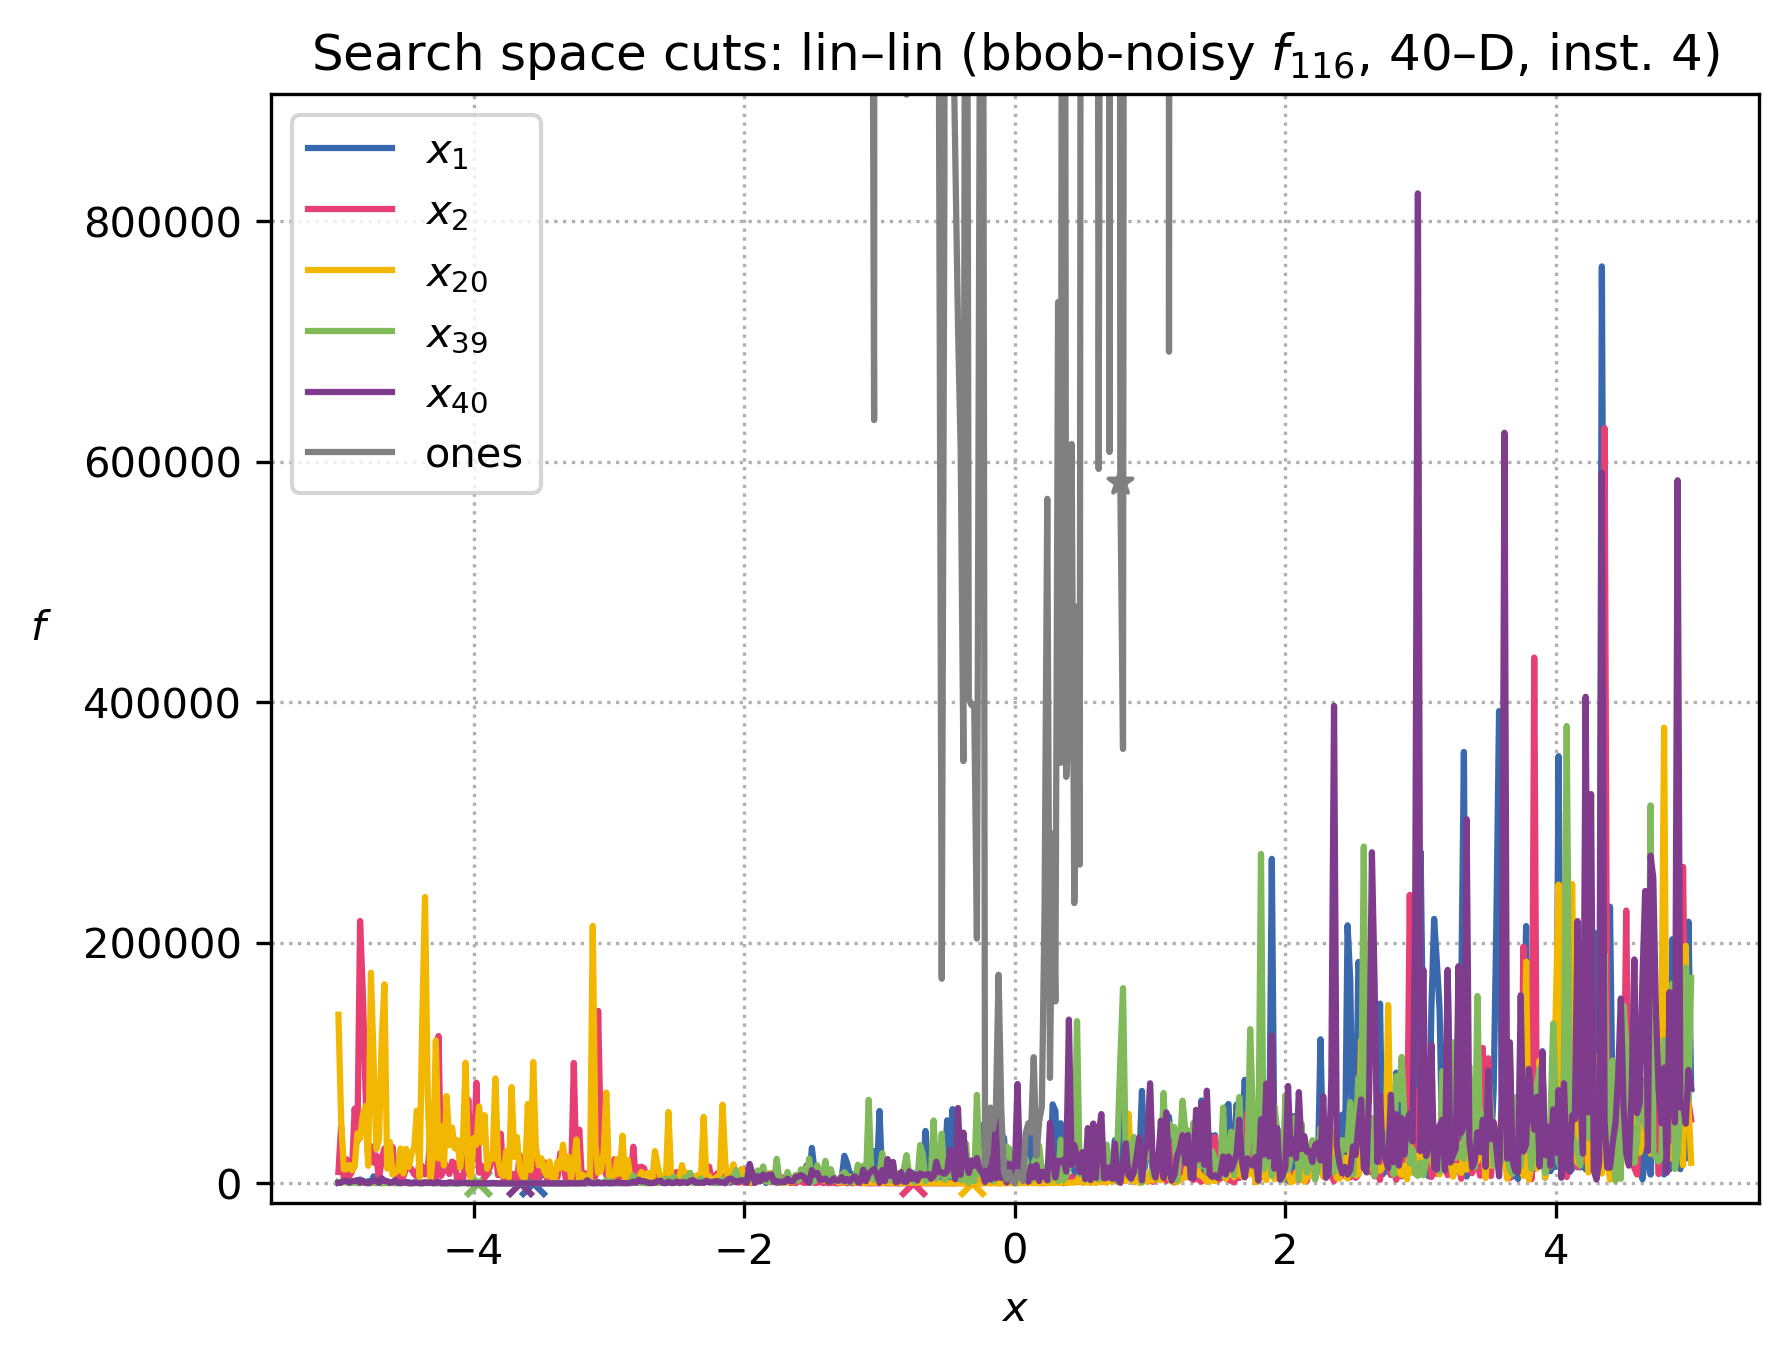 Search space cuts: lin–lin (bbob-noisy f₁₁₆, 40–D, inst. 4)
x₁
x₂
x₂₀
x₃₉
x₄₀
ones
800000
600000
400000
200000
0
f
−4
−2
0
2
4
x